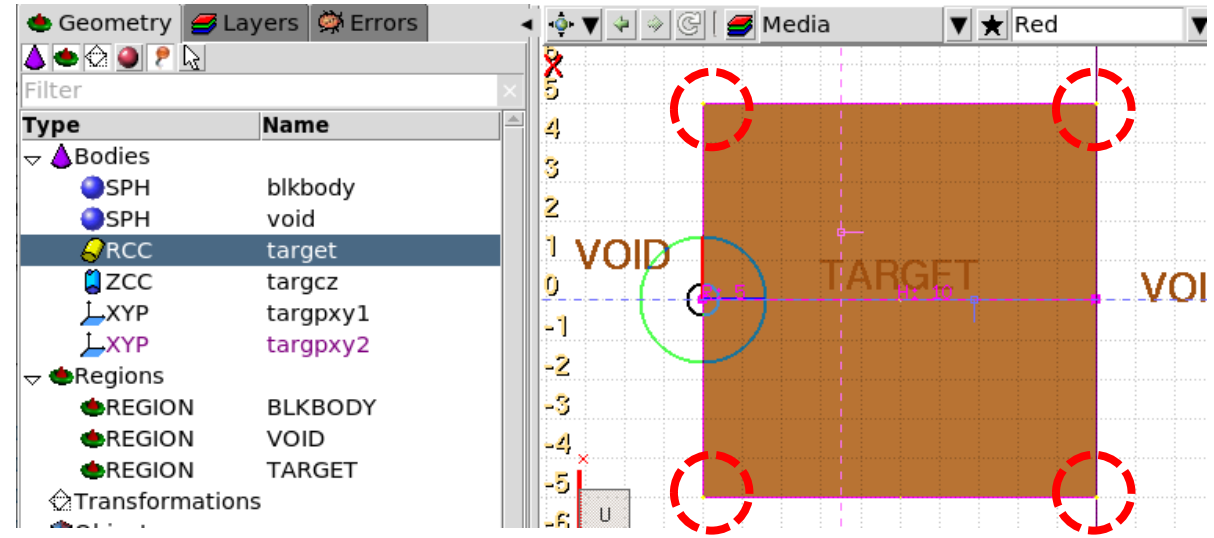 Geometry Layers Errors
Media Red
Filter
Type Name
Bodies
SPH blkbody
SPH void
RCC target
ZCC targcz
XYP targpxy1
XYP targpxy2
Regions
REGION BLKBODY
REGION VOID
REGION TARGET
Transformations
X
5
4
3
2
1
0
-1
-2
-3
-4
-5
-6
VOID
TARGET
R: 5
H: 10
VOI
x
U